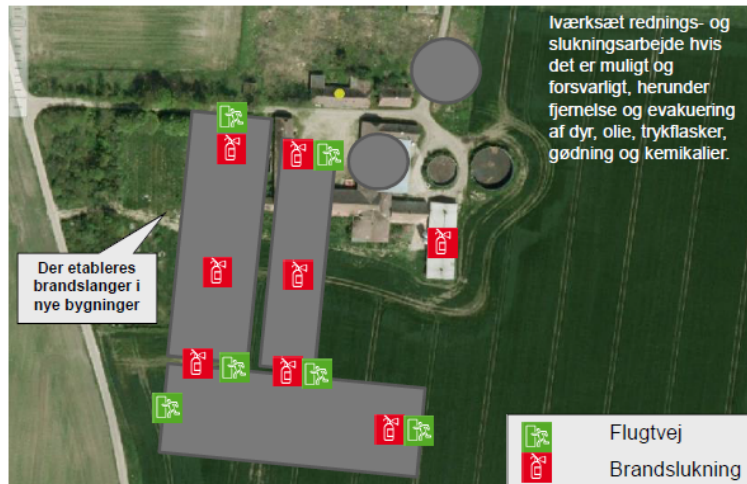 Iværksæt rednings- og
slukningsarbejde hvis
det er muligt og
forsvarligt, herunder
fjernelse og evakuering
af dyr, olie, trykflasker,
gødning og kemikalier.
Der etableres
brandslanger i
nye bygninger
Flugtvej
Brandslukning